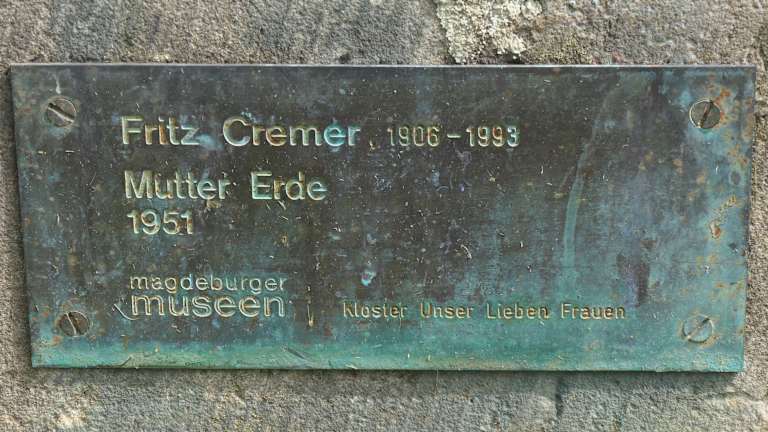 Fritz Cremer 1906 – 1993
Mutter Erde
1951
magdeburger
museen
Kloster Unser Lieben Frauen